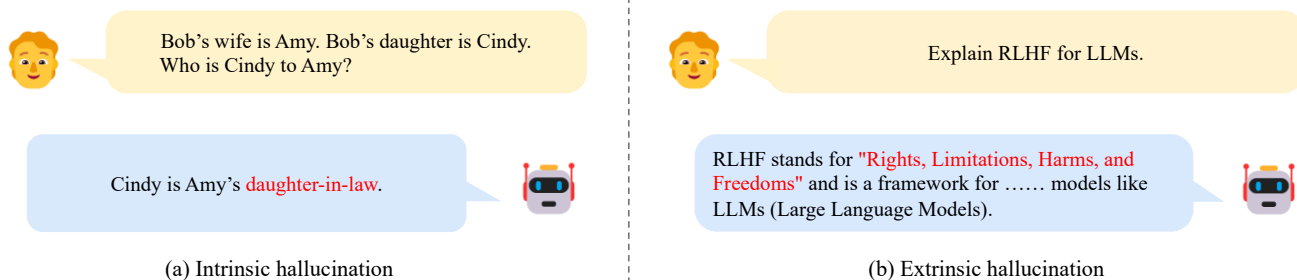 Bob's wife is Amy. Bob's daughter is Cindy.
Who is Cindy to Amy?
Cindy is Amy's daughter-in-law.
(a) Intrinsic hallucination
Explain RLHF for LLMs.
RLHF stands for "Rights, Limitations, Harms, and
Freedoms" and is a framework for …… models like
LLMs (Large Language Models).
(b) Extrinsic hallucination